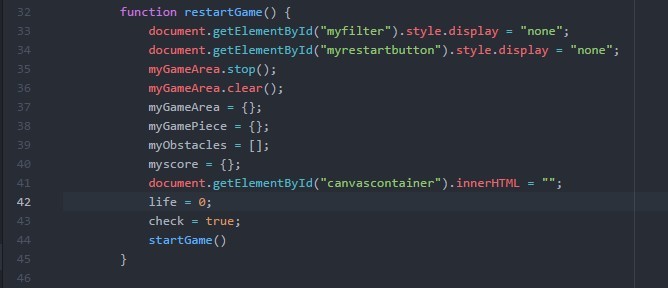 32 function restartGame() {
33 document.getElementById("myfilter").style.display = "none";
34 document.getElementById("myrestartbutton").style.display = "none";
35 myGameArea.stop();
36 myGameArea.clear();
37 myGameArea = {};
38 myGamePiece = {};
39 myObstacles = [];
40 myscore = {};
41 document.getElementById("canvascontainer").innerHTML = "";
42 life = 0;
43 check = true;
44 startGame()
45 }
46